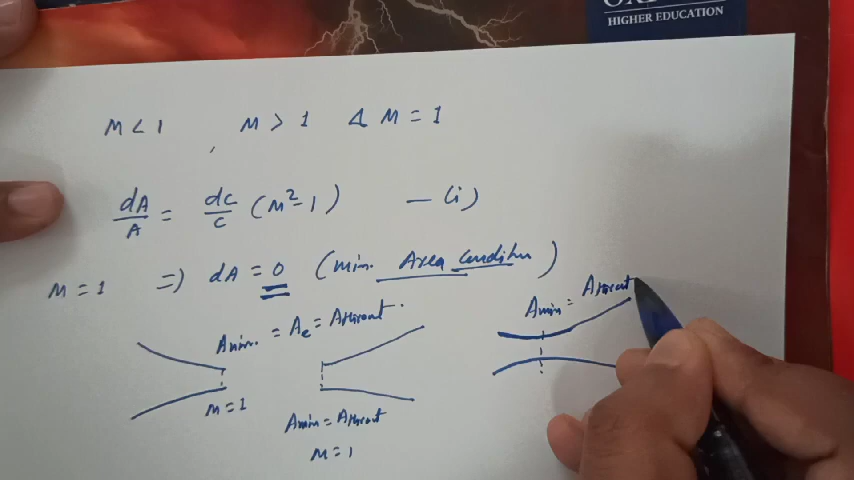 HIGHER EDUCATION
M < 1 , M > 1 & M = 1
dA/A = dC/C (M²-1) — (i)
M = 1 => dA = 0 (min. Area Condition)
Amin. = Ae = Athroat.
Amin = Athroat
M = 1
Amin = Athroat
M = 1